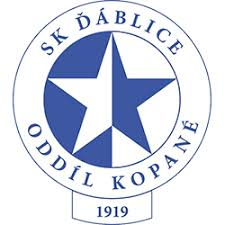 SK ĎÁBLICE
ODDÍL KOPANÉ
1919